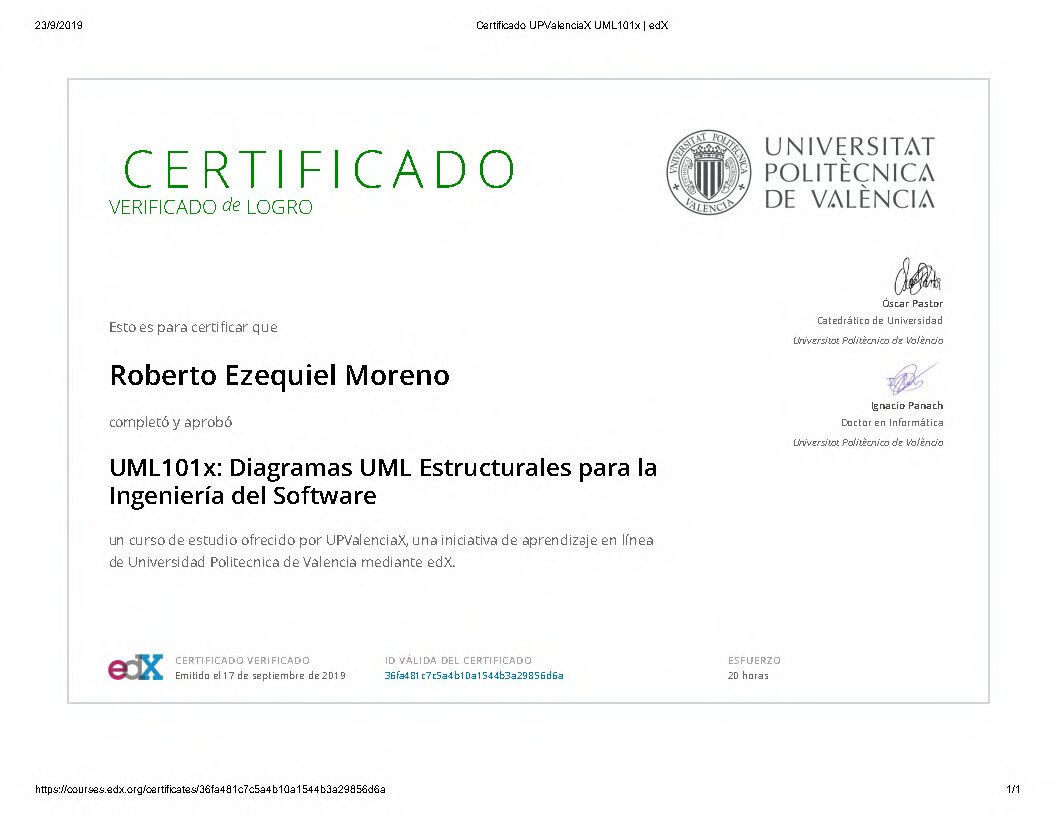 23/9/2019
Certificado UPValenciaX UML101x | edX
CERTIFICADO
VERIFICADO de LOGRO
UNIVERSITAT POLITÈCNICA
VALENCIA
UNIVERSITAT
POLITÈCNICA
DE VALÈNCIA
Óscar Pastor
Catedrático de Universidad
Universitat Politècnica de València
Esto es para certificar que
Roberto Ezequiel Moreno
Ignacio Panach
Doctor en Informática
Universitat Politècnica de València
completó y aprobó
UML101x: Diagramas UML Estructurales para la
Ingeniería del Software
un curso de estudio ofrecido por UPValenciaX, una iniciativa de aprendizaje en línea
de Universidad Politecnica de Valencia mediante edX.
edX
CERTIFICADO VERIFICADO
Emitido el 17 de septiembre de 2019
ID VÁLIDA DEL CERTIFICADO
36fa481c7c5a4b10a1544b3a29856d6a
ESFUERZO
20 horas
https://courses.edx.org/certificates/36fa481c7c5a4b10a1544b3a29856d6a
1/1